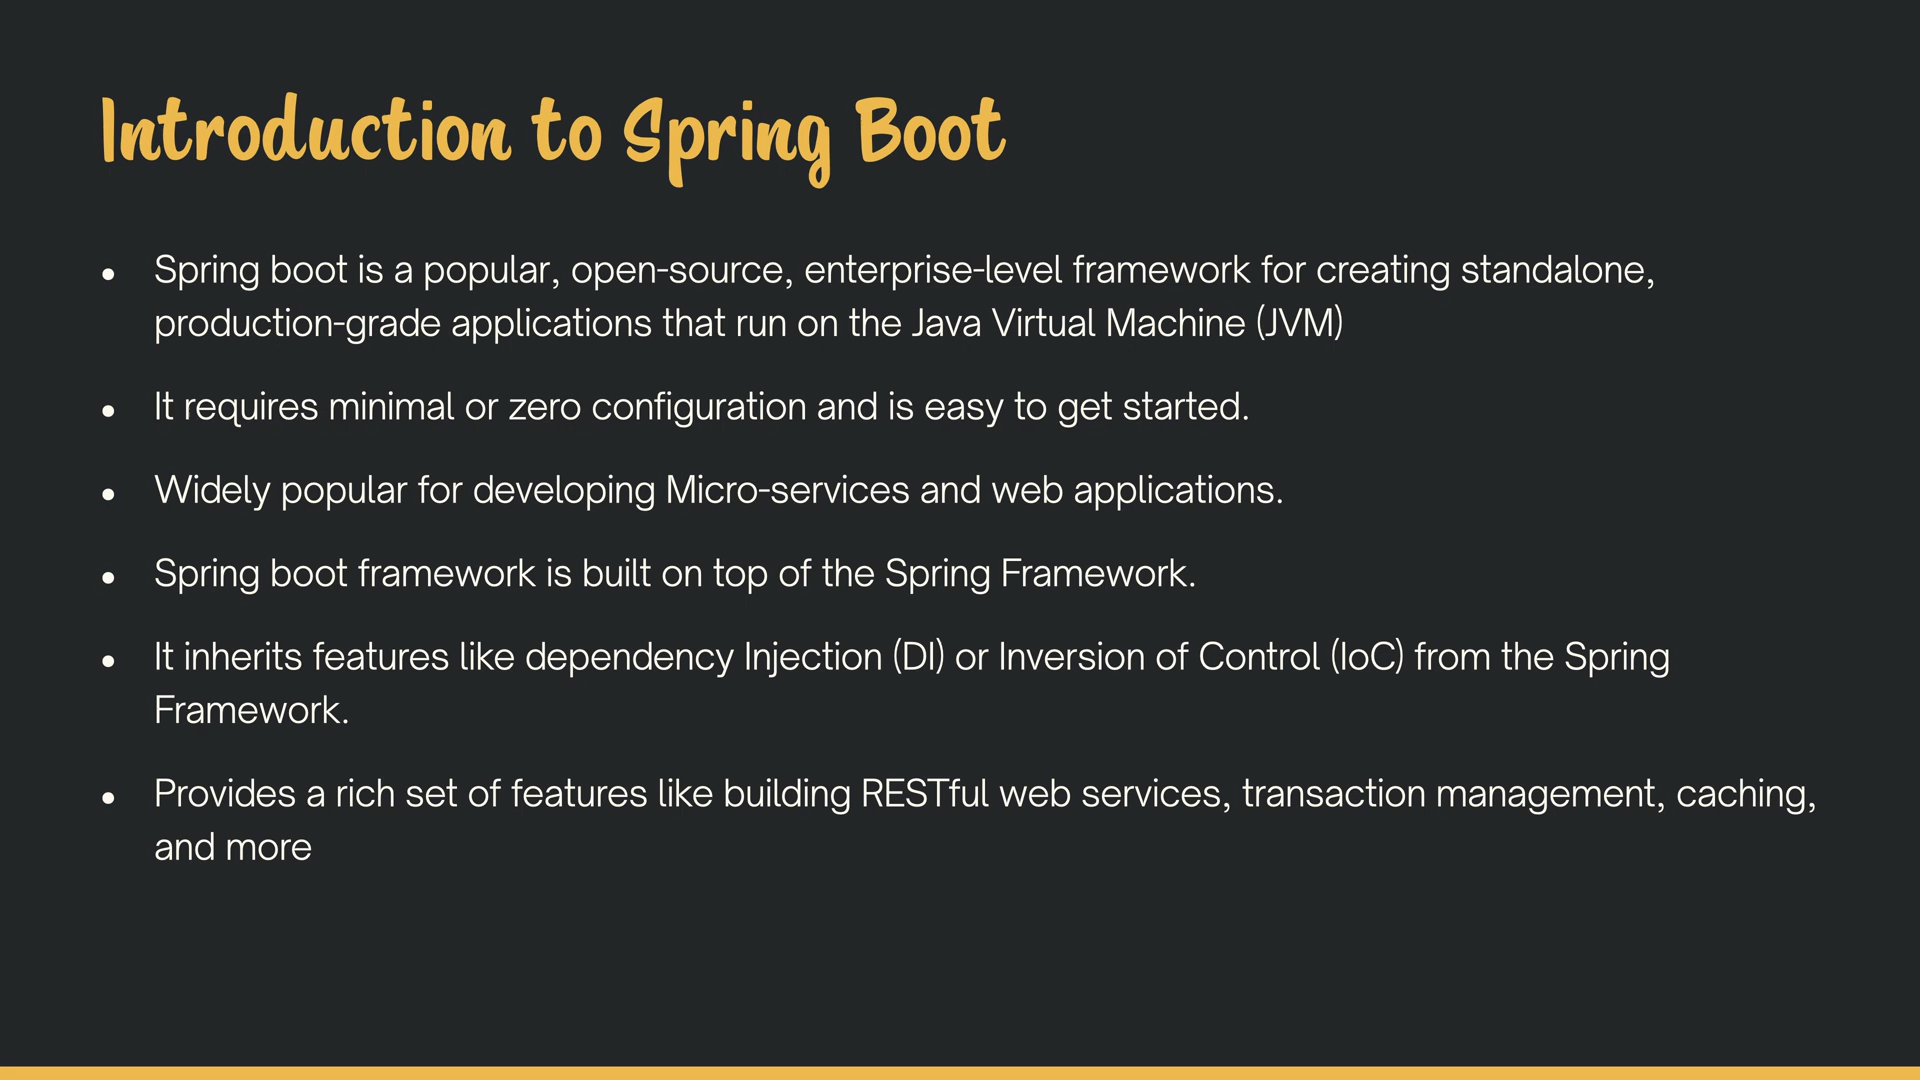 Introduction to Spring Boot
• Spring boot is a popular, open-source, enterprise-level framework for creating standalone,
production-grade applications that run on the Java Virtual Machine (JVM)
• It requires minimal or zero configuration and is easy to get started.
• Widely popular for developing Micro-services and web applications.
• Spring boot framework is built on top of the Spring Framework.
• It inherits features like dependency Injection (DI) or Inversion of Control (IoC) from the Spring
Framework.
• Provides a rich set of features like building RESTful web services, transaction management, caching,
and more